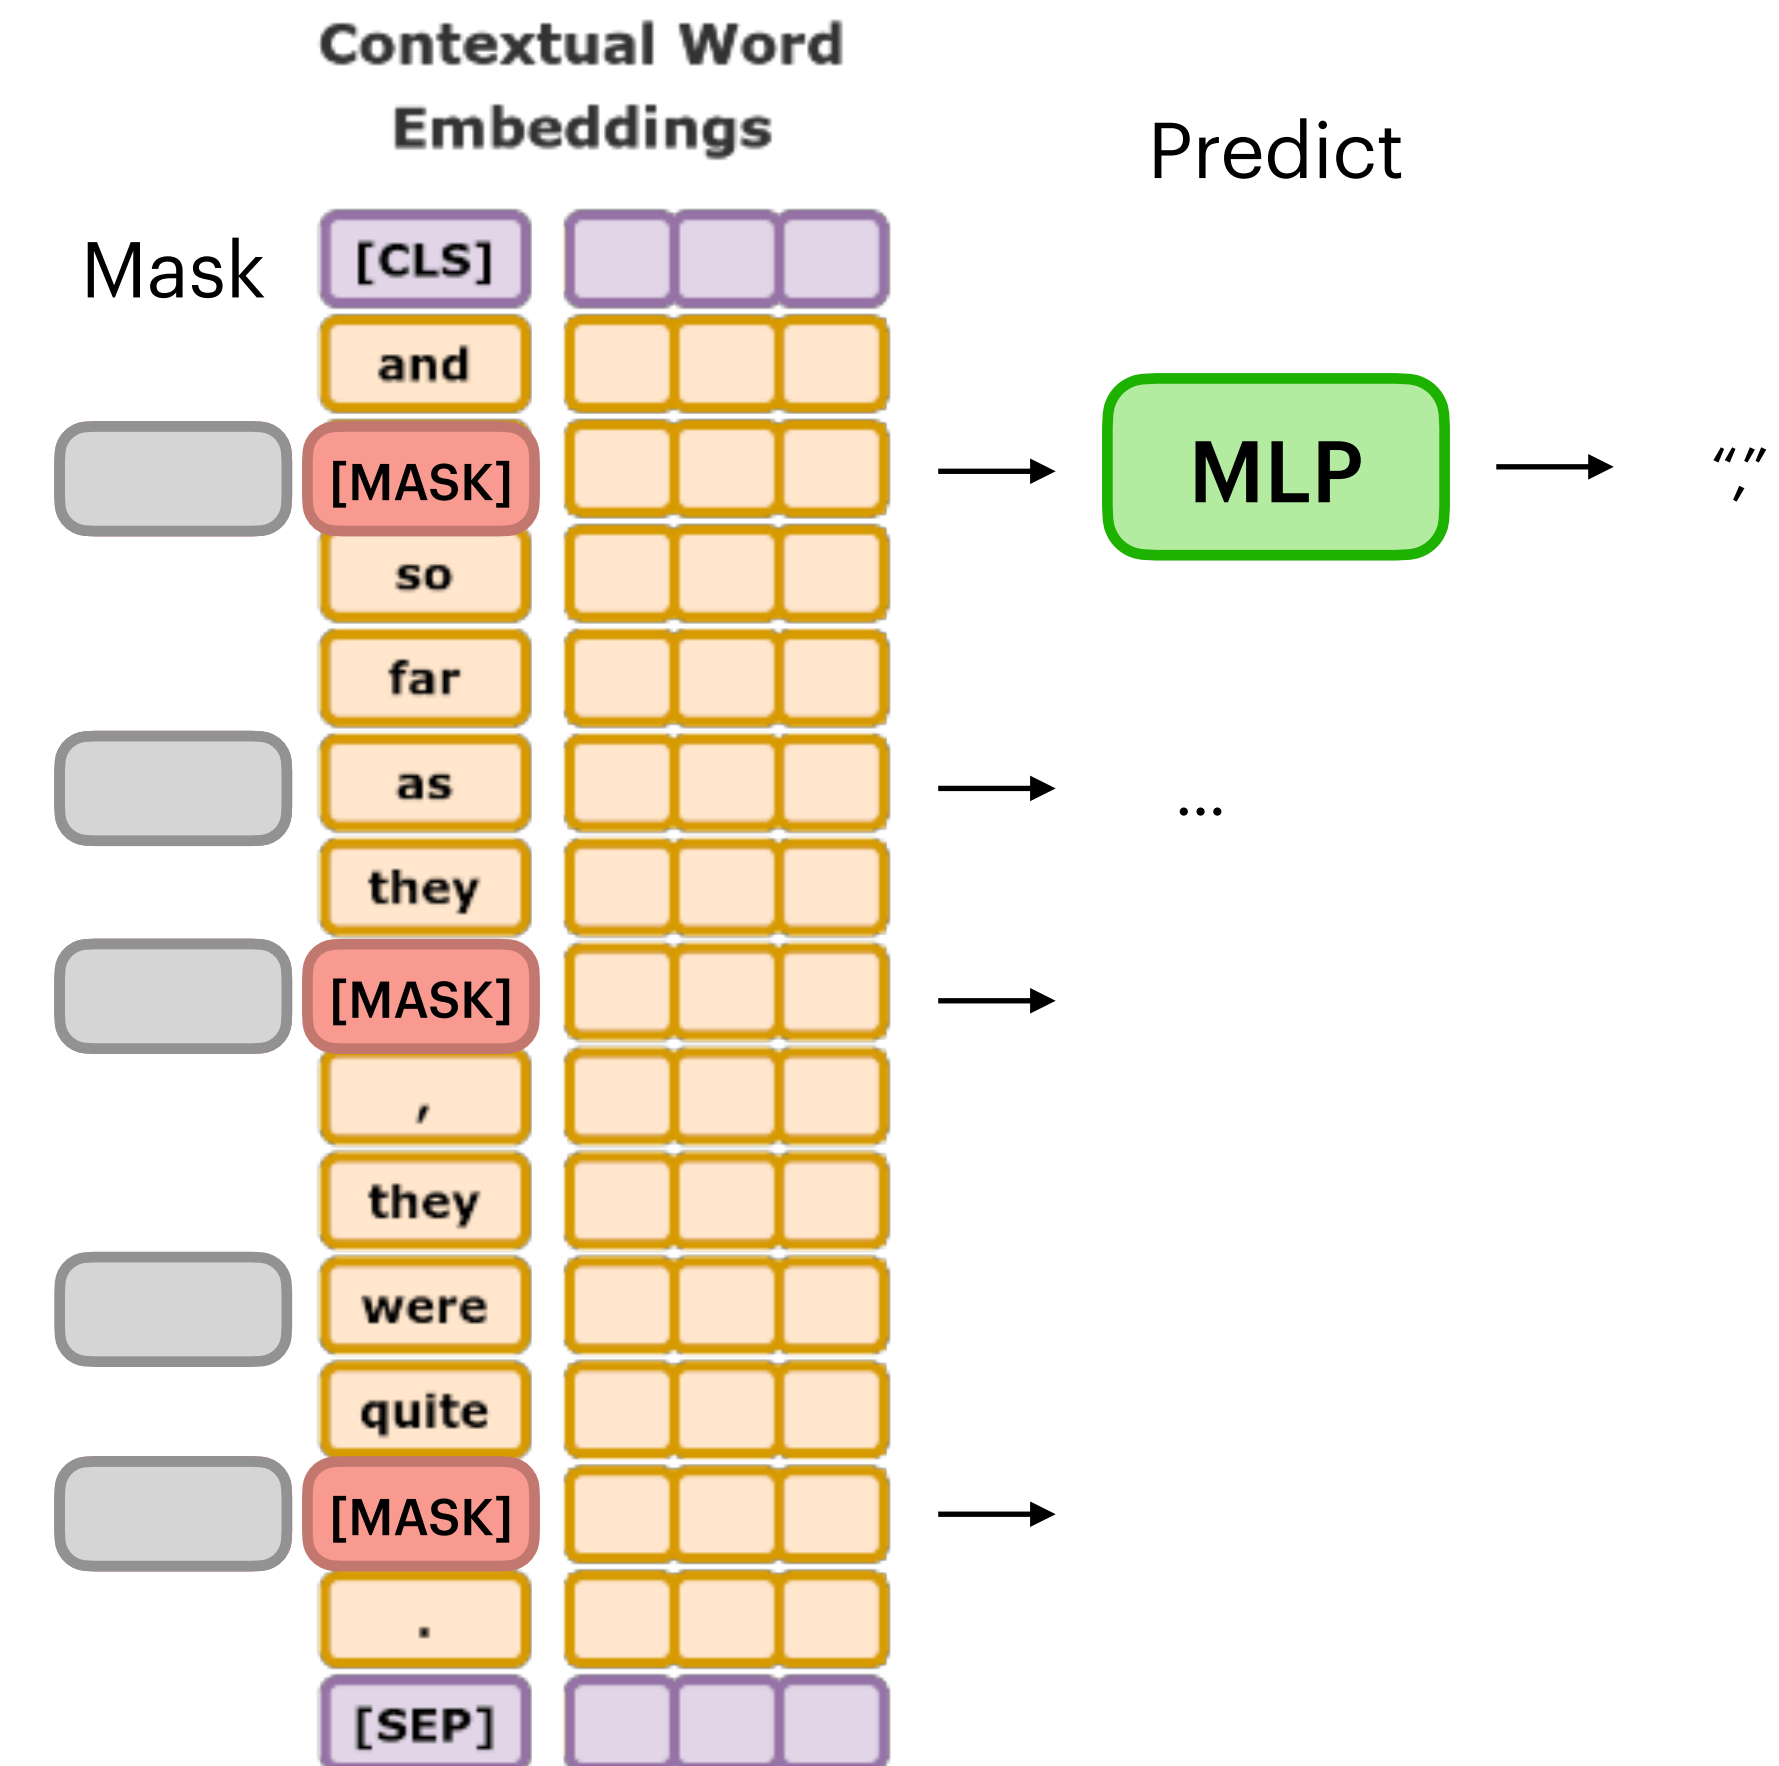 Contextual Word
Embeddings
Predict
Mask
[CLS]
and
[MASK]
MLP
“,”
so
far
as
...
they
[MASK]
,
they
were
quite
[MASK]
.
[SEP]